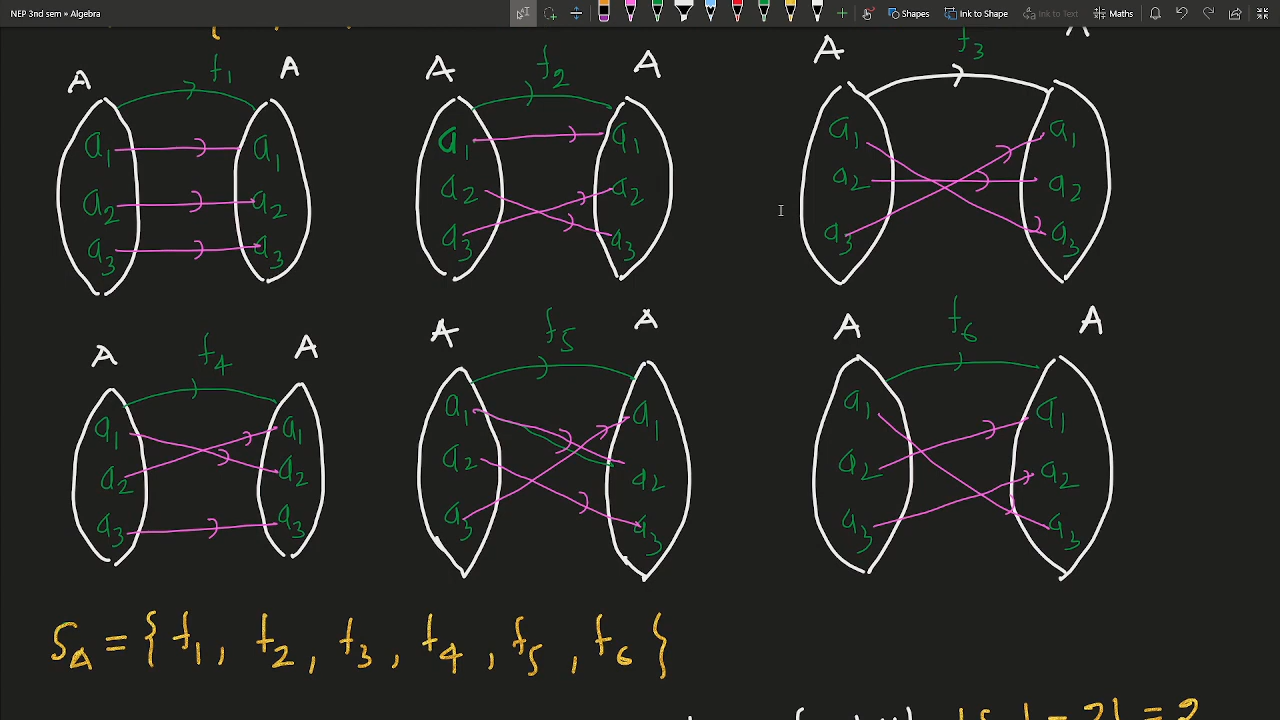 NEP 3rd sem » Algebra
Shapes Ink to Shape Ink to Text Maths
A f₁ A A f₂ A A f₃ A
a₁ a₁ a₁ a₁ a₁ a₁
a₂ a₂ a₂ a₂ a₂ a₂
a₃ a₃ a₃ a₃ a₃ a₃
A f₄ A A f₅ A A f₆ A
a₁ a₁ a₁ a₁ a₁ a₁
a₂ a₂ a₂ a₂ a₂ a₂
a₃ a₃ a₃ a₃ a₃ a₃
S_A = { f₁, f₂, f₃, f₄, f₅, f₆ }